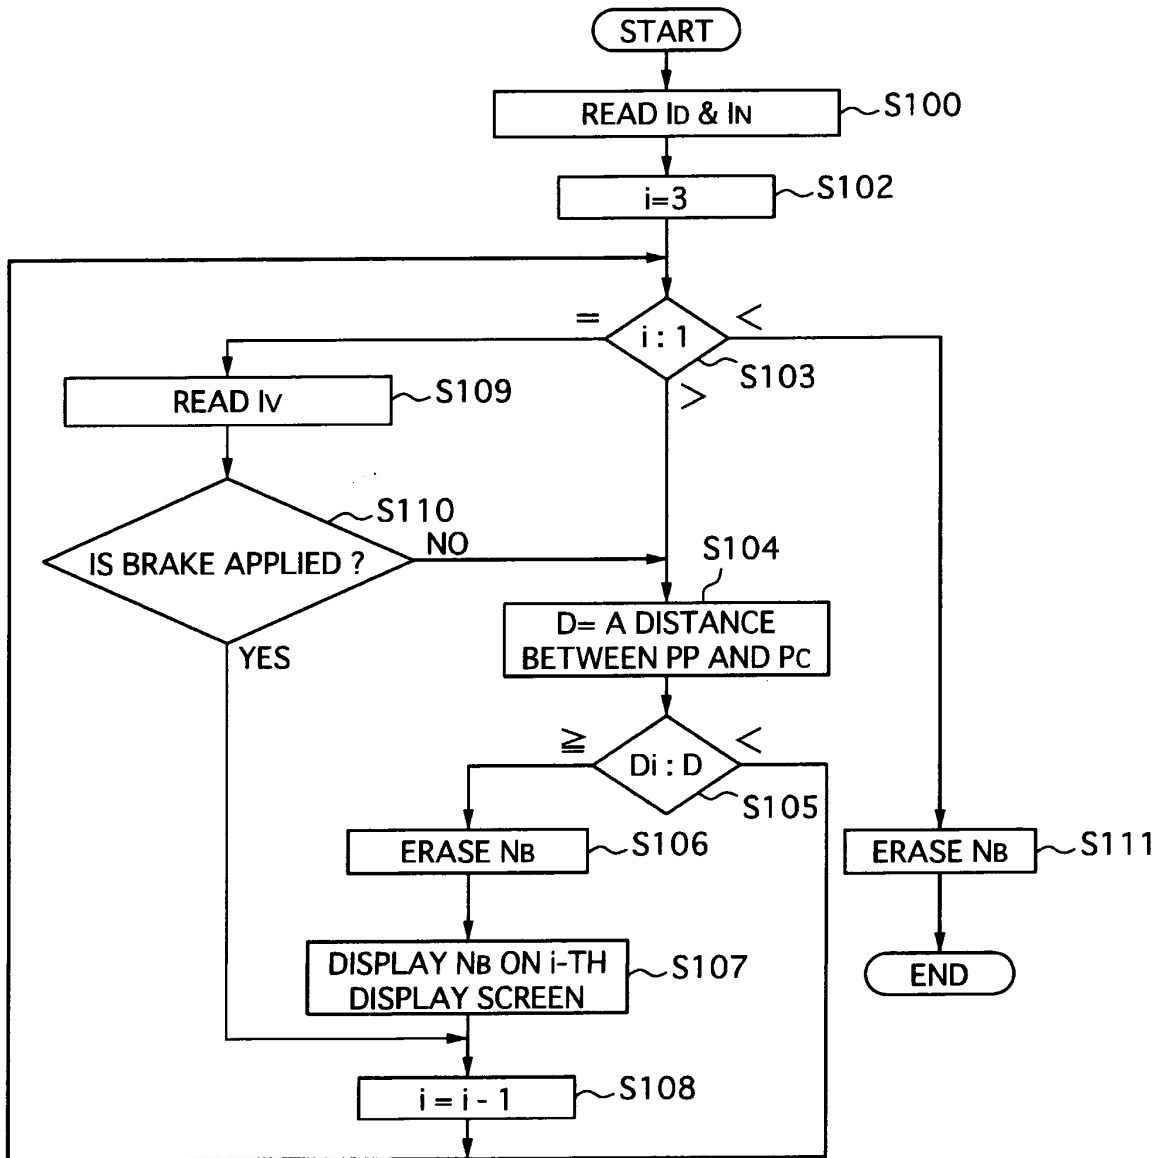 START
READ ID & IN
S100
i=3
S102
=
<
i : 1
S103
>
READ IV
S109
S110
IS BRAKE APPLIED ?
NO
YES
S104
D= A DISTANCE
BETWEEN PP AND PC
≧
<
Di : D
S105
ERASE NB
S106
ERASE NB
S111
DISPLAY NB ON i-TH
DISPLAY SCREEN
S107
END
i = i - 1
S108